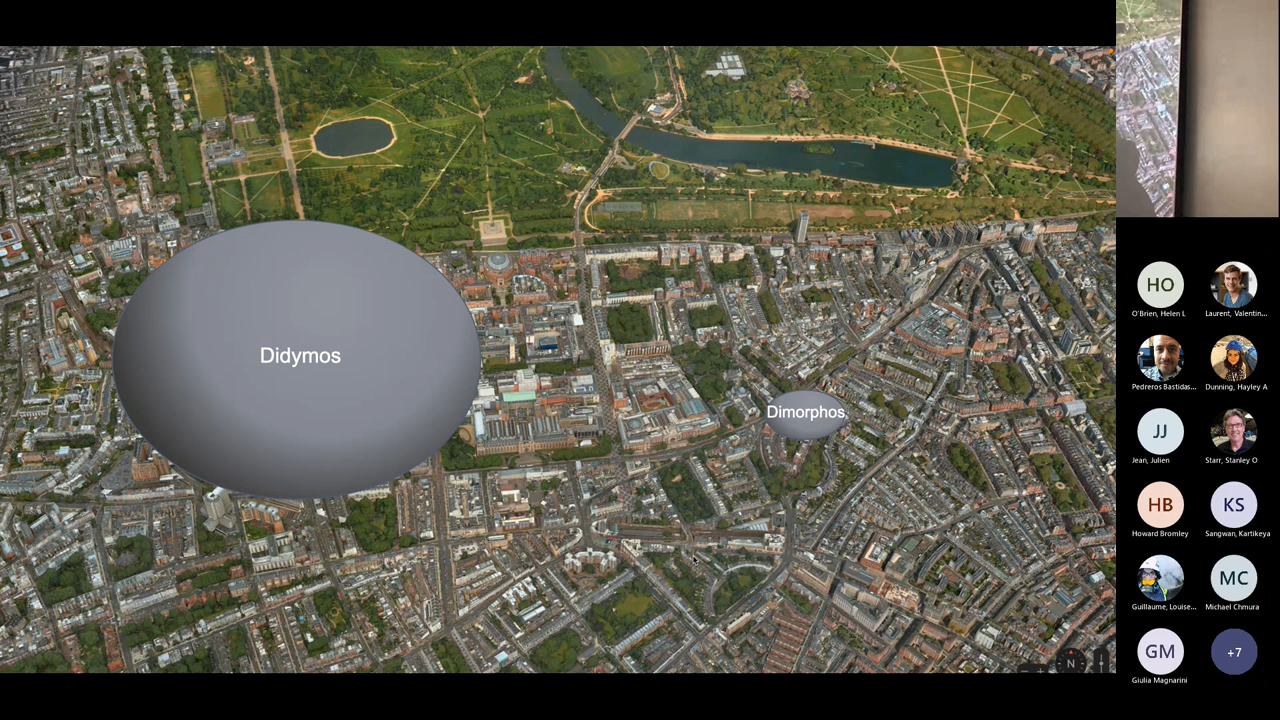 Didymos
Dimorphos
N
HO
O'Brien, Helen L
Laurent, Valentin...
Pedreros Bastidas...
Dunning, Hayley A
JJ
Jean, Julien
Starr, Stanley O
HB
Howard Bromley
KS
Sangwan, Kartikeya
Guillaume, Louise...
MC
Michael Chmura
GM
Giulia Magnarini
+7